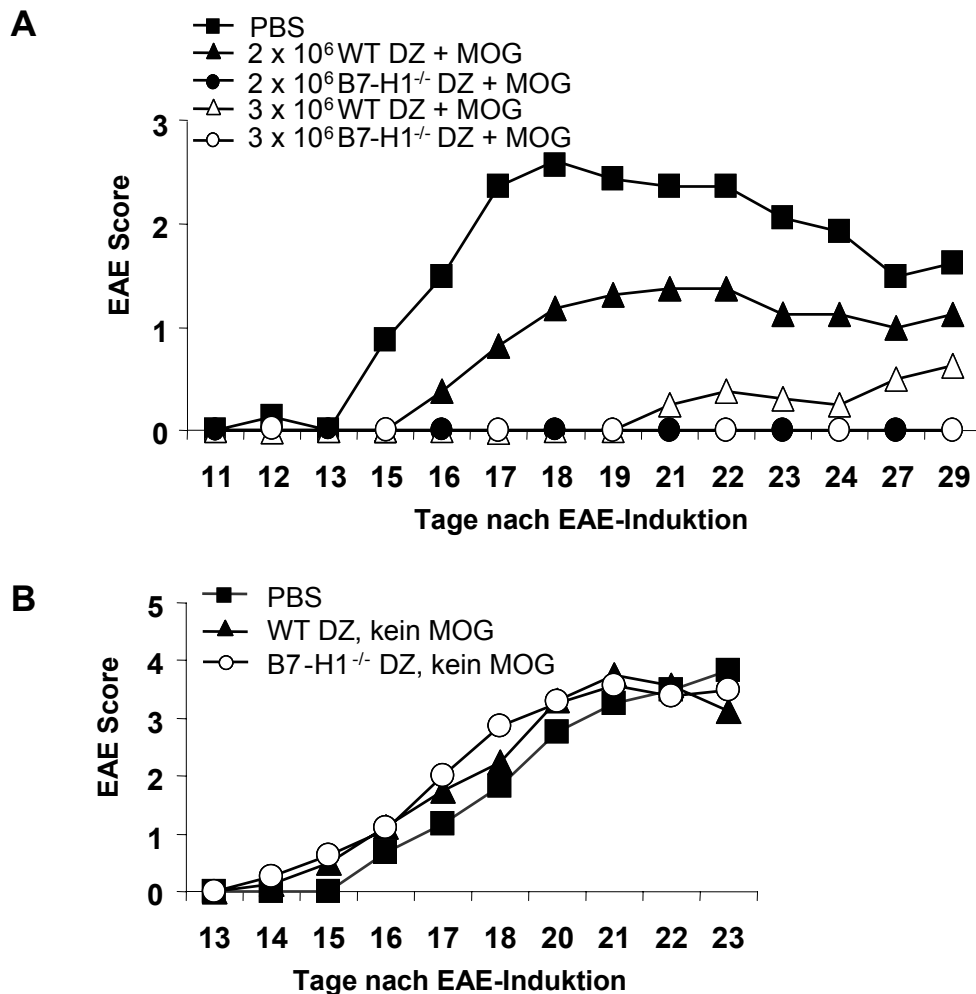 A
PBS
2 x 10⁶ WT DZ + MOG
2 x 10⁶ B7-H1⁻/⁻ DZ + MOG
3 x 10⁶ WT DZ + MOG
3 x 10⁶ B7-H1⁻/⁻ DZ + MOG
3
2
1
0
EAE Score
11 12 13 15 16 17 18 19 21 22 23 24 27 29
Tage nach EAE-Induktion
B
PBS
WT DZ, kein MOG
B7-H1⁻/⁻ DZ, kein MOG
5
4
3
2
1
0
EAE Score
13 14 15 16 17 18 20 21 22 23
Tage nach EAE-Induktion